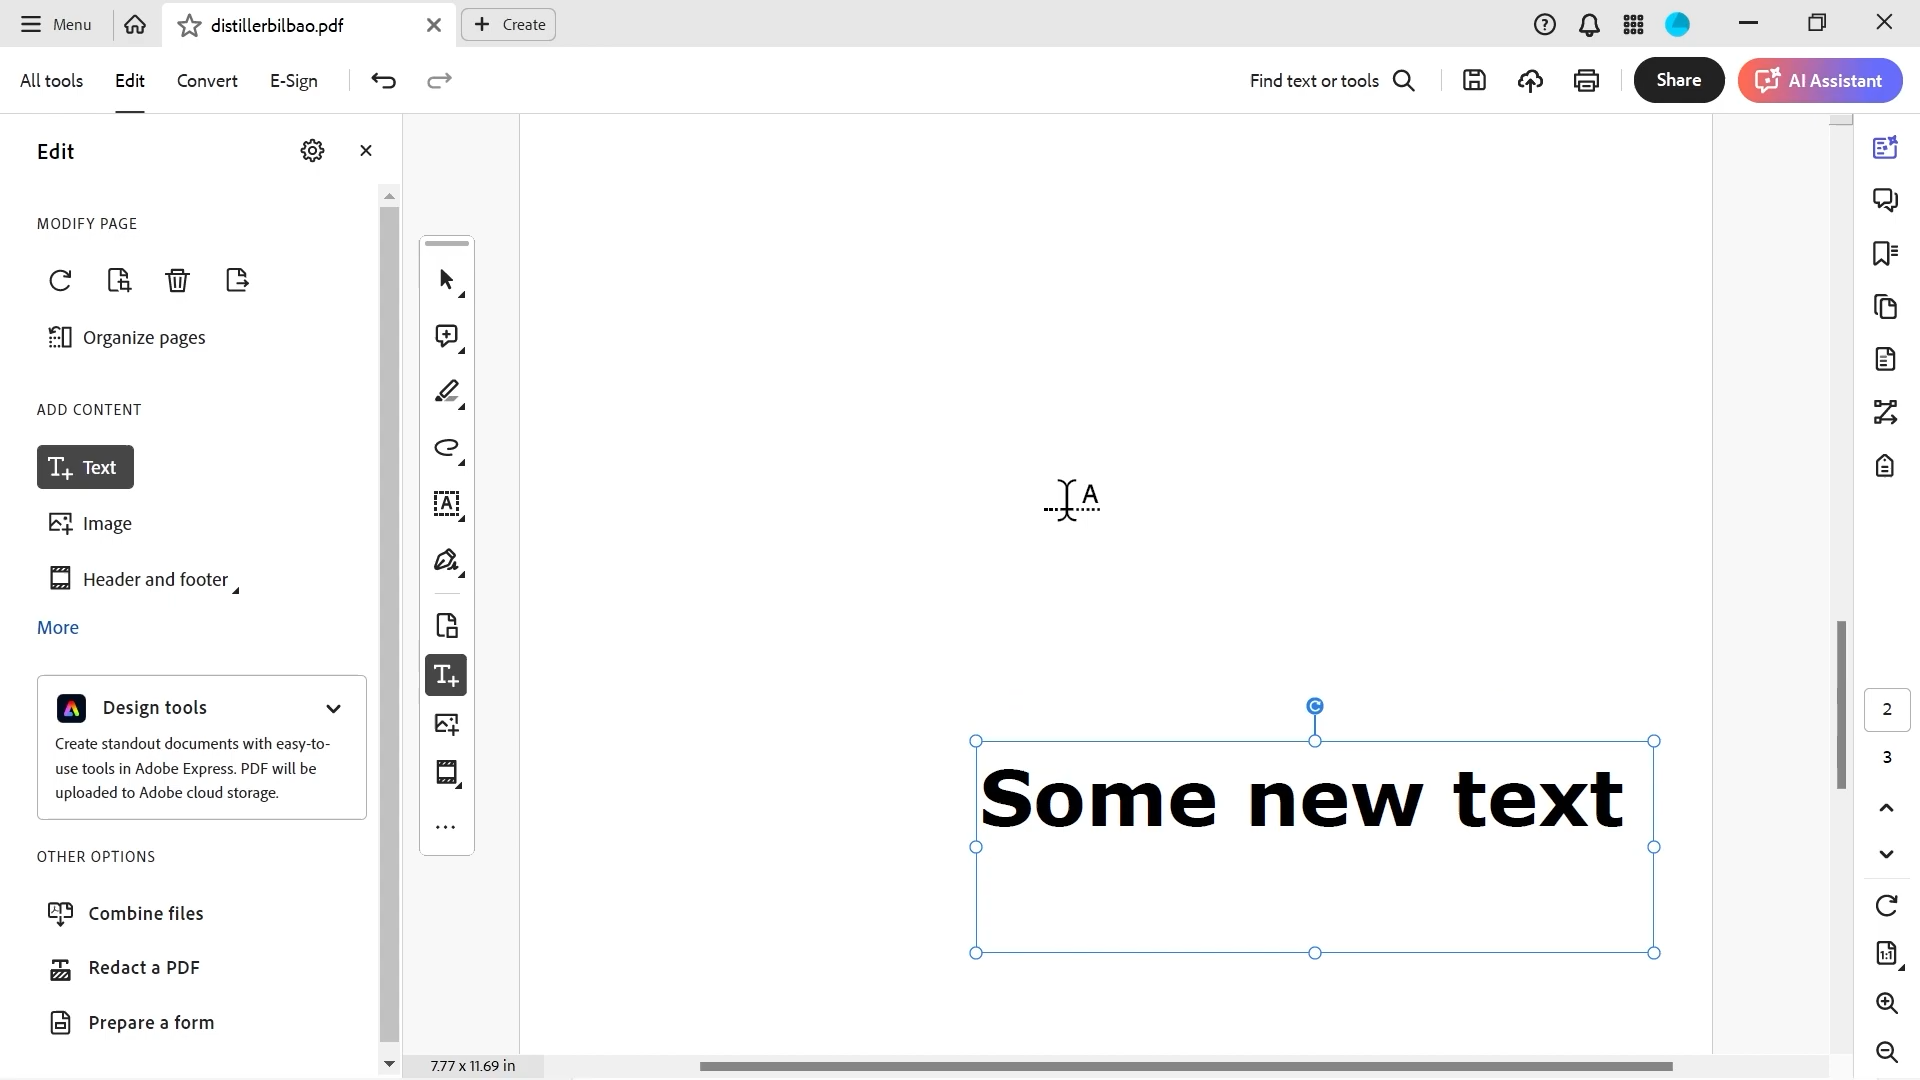 Menu
distillerbilbao.pdf
Create
All tools
Edit
Convert
E-Sign
Find text or tools
Share
AI Assistant
Edit
MODIFY PAGE
Organize pages
ADD CONTENT
Text
Image
Header and footer
More
Design tools
Create standout documents with easy-to-
use tools in Adobe Express. PDF will be
uploaded to Adobe cloud storage.
OTHER OPTIONS
Combine files
Redact a PDF
Prepare a form
A
A
Some new text
7.77 x 11.69 in
2
3
1:1